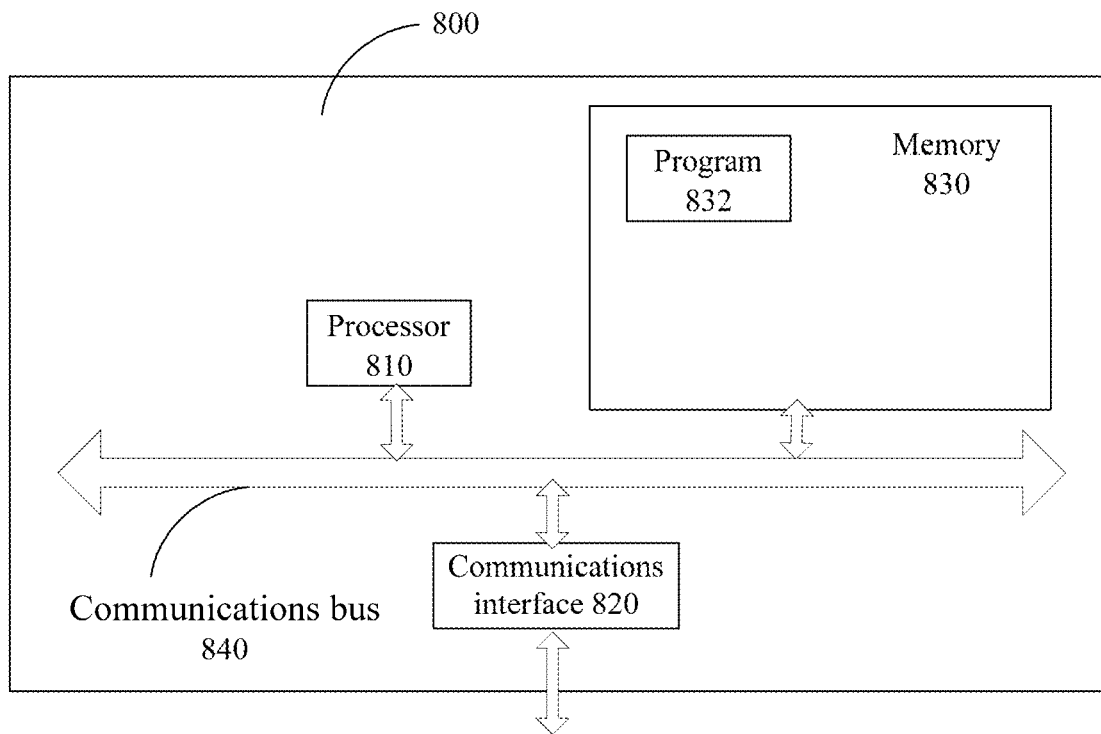 800
Program
832
Memory
830
Processor
810
Communications
interface 820
Communications bus
840